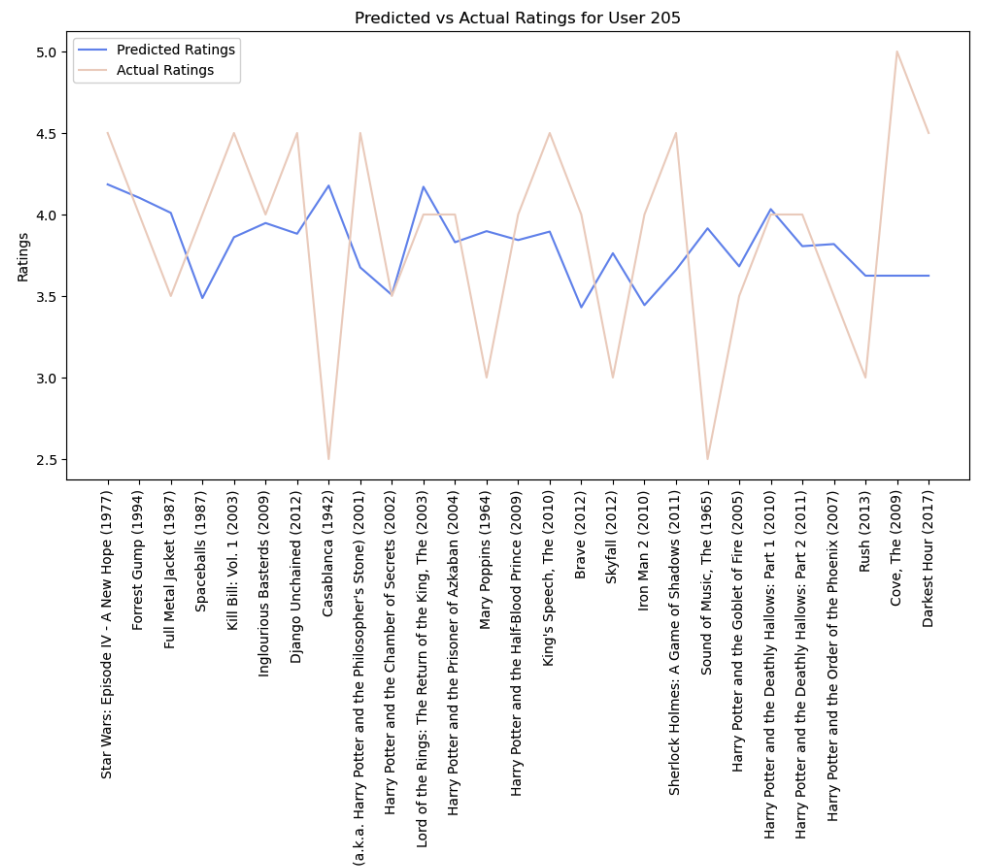 Predicted vs Actual Ratings for User 205
Predicted Ratings
Actual Ratings
5.0
4.5
4.0
3.5
3.0
2.5
Ratings
Star Wars: Episode IV - A New Hope (1977)
Forrest Gump (1994)
Full Metal Jacket (1987)
Spaceballs (1987)
Kill Bill: Vol. 1 (2003)
Inglourious Basterds (2009)
Django Unchained (2012)
Casablanca (1942)
(a.k.a. Harry Potter and the Philosopher's Stone) (2001)
Harry Potter and the Chamber of Secrets (2002)
Lord of the Rings: The Return of the King, The (2003)
Harry Potter and the Prisoner of Azkaban (2004)
Mary Poppins (1964)
Harry Potter and the Half-Blood Prince (2009)
King's Speech, The (2010)
Brave (2012)
Skyfall (2012)
Iron Man 2 (2010)
Sherlock Holmes: A Game of Shadows (2011)
Sound of Music, The (1965)
Harry Potter and the Goblet of Fire (2005)
Harry Potter and the Deathly Hallows: Part 1 (2010)
Harry Potter and the Deathly Hallows: Part 2 (2011)
Harry Potter and the Order of the Phoenix (2007)
Rush (2013)
Cove, The (2009)
Darkest Hour (2017)